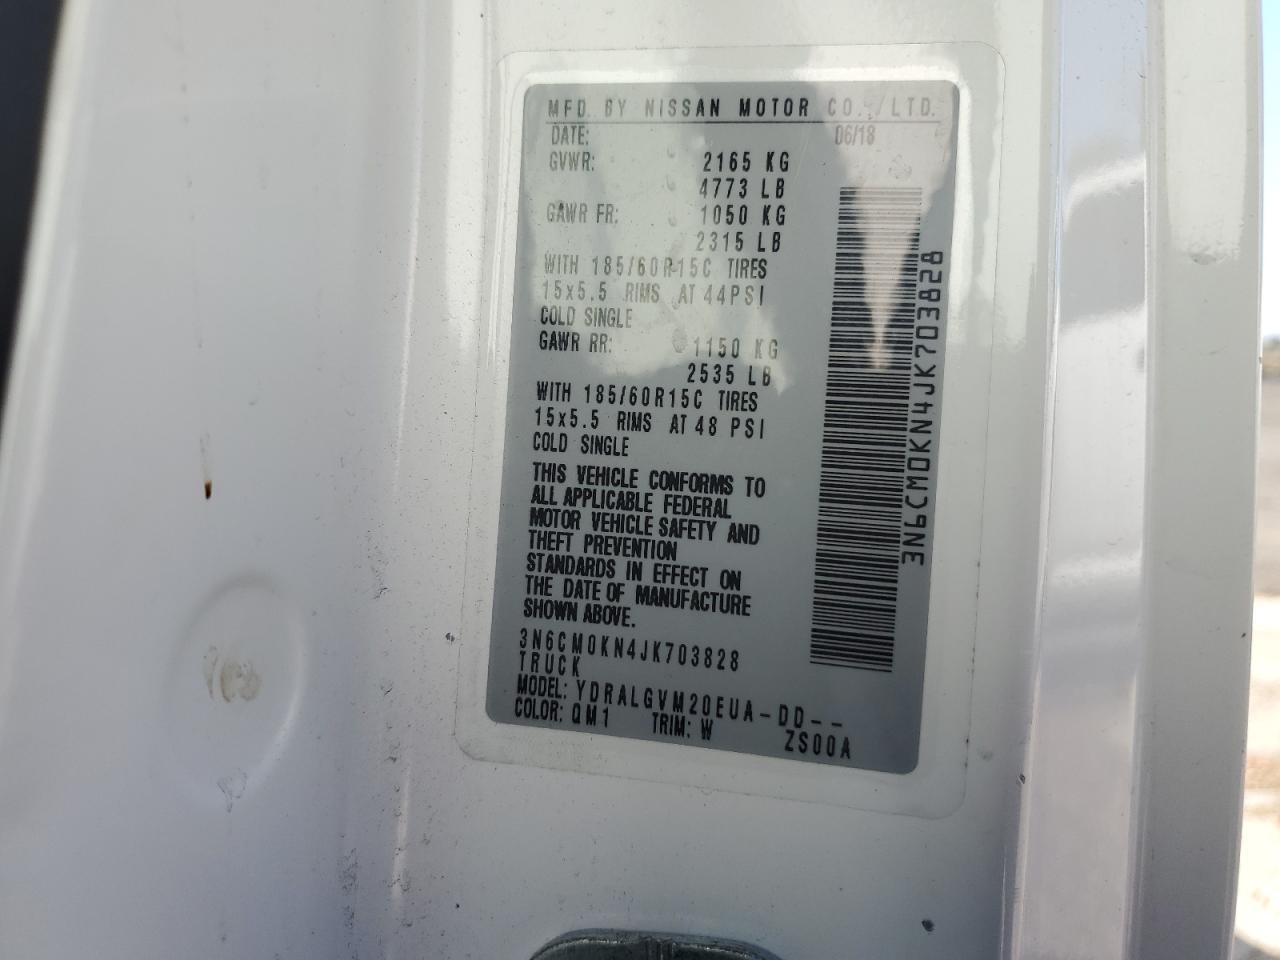 MFD. BY NISSAN MOTOR CO., LTD.
DATE: 06/18
GVWR: 2165 KG
4773 LB
GAWR FR: 1050 KG
2315 LB
WITH 185/60R15C TIRES
15x5.5 RIMS AT 44PSI
COLD SINGLE
GAWR RR: 1150 KG
2535 LB
WITH 185/60R15C TIRES
15x5.5 RIMS AT 48 PSI
COLD SINGLE
THIS VEHICLE CONFORMS TO
ALL APPLICABLE FEDERAL
MOTOR VEHICLE SAFETY AND
THEFT PREVENTION
STANDARDS IN EFFECT ON
THE DATE OF MANUFACTURE
SHOWN ABOVE.
3N6CM0KN4JK703828
TRUCK
MODEL: YDRALGVM20EUA-DD--
COLOR: QM1 TRIM: W ZS00A
3N6CM0KN4JK703828